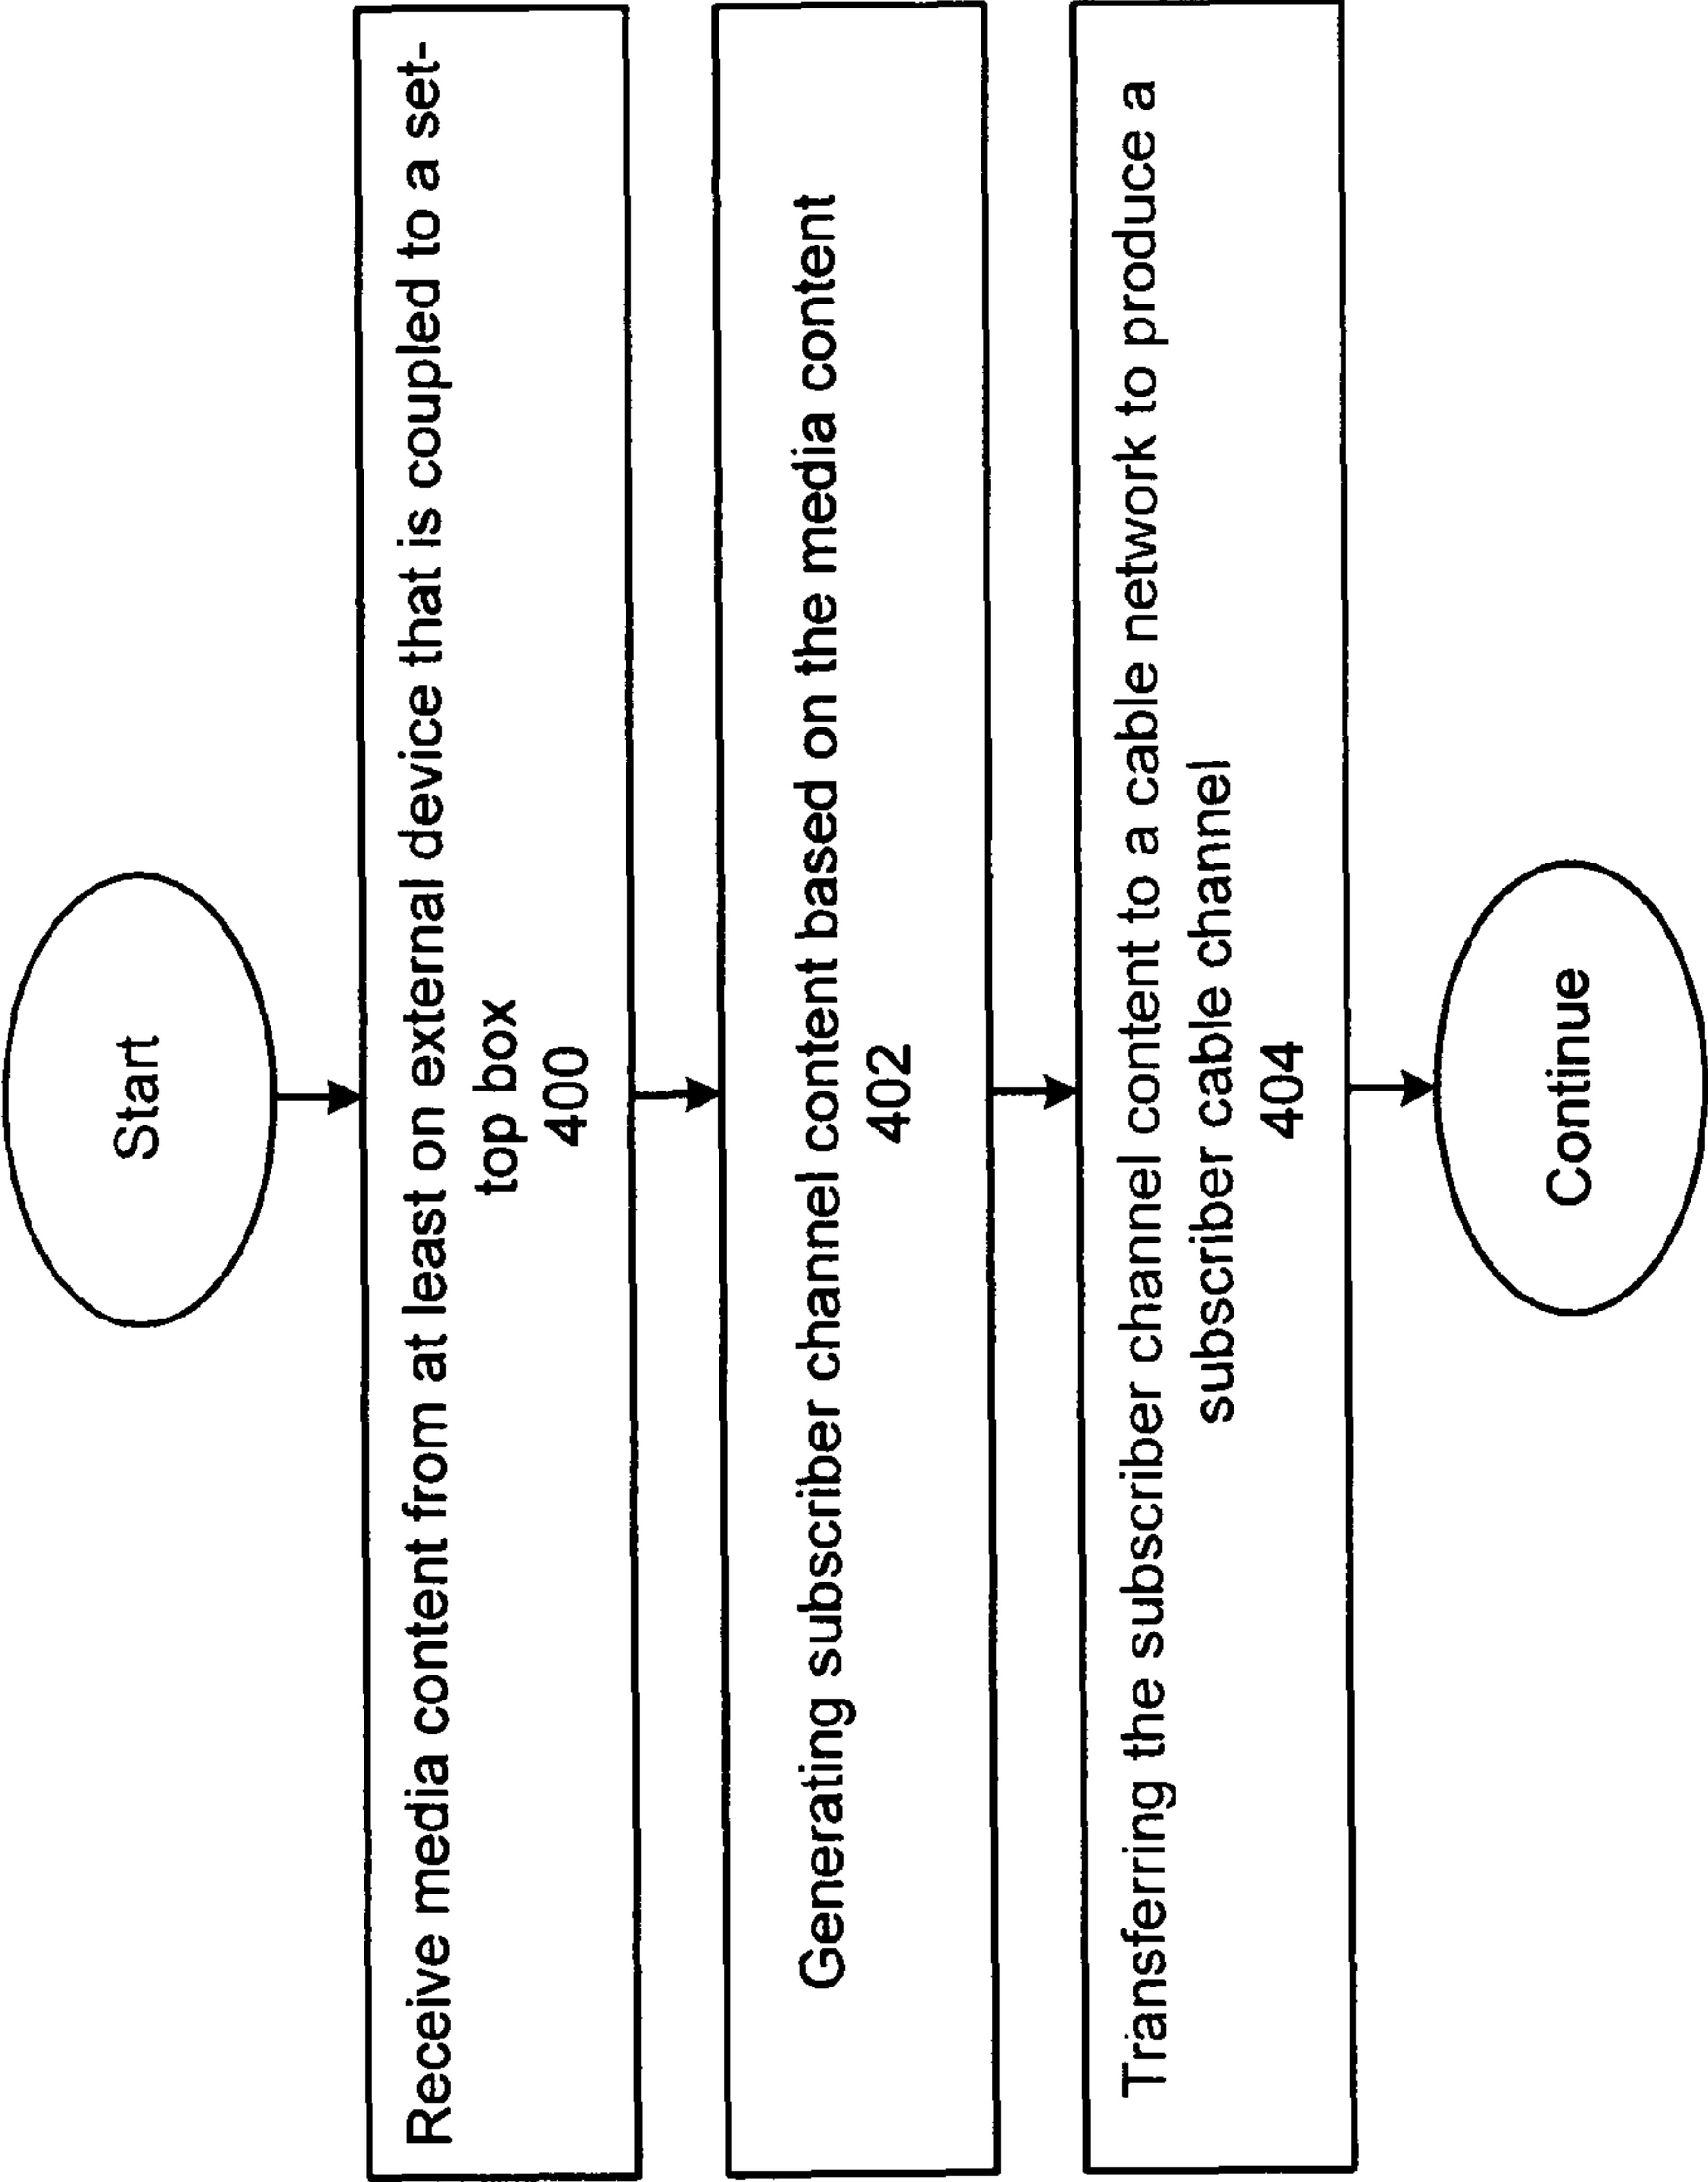 Start
Receive media content from at least on external device that is coupled to a set-
top box
400
Generating subscriber channel content based on the media content
402
Transferring the subscriber channel content to a cable network to produce a
subscriber cable channel
404
Continue